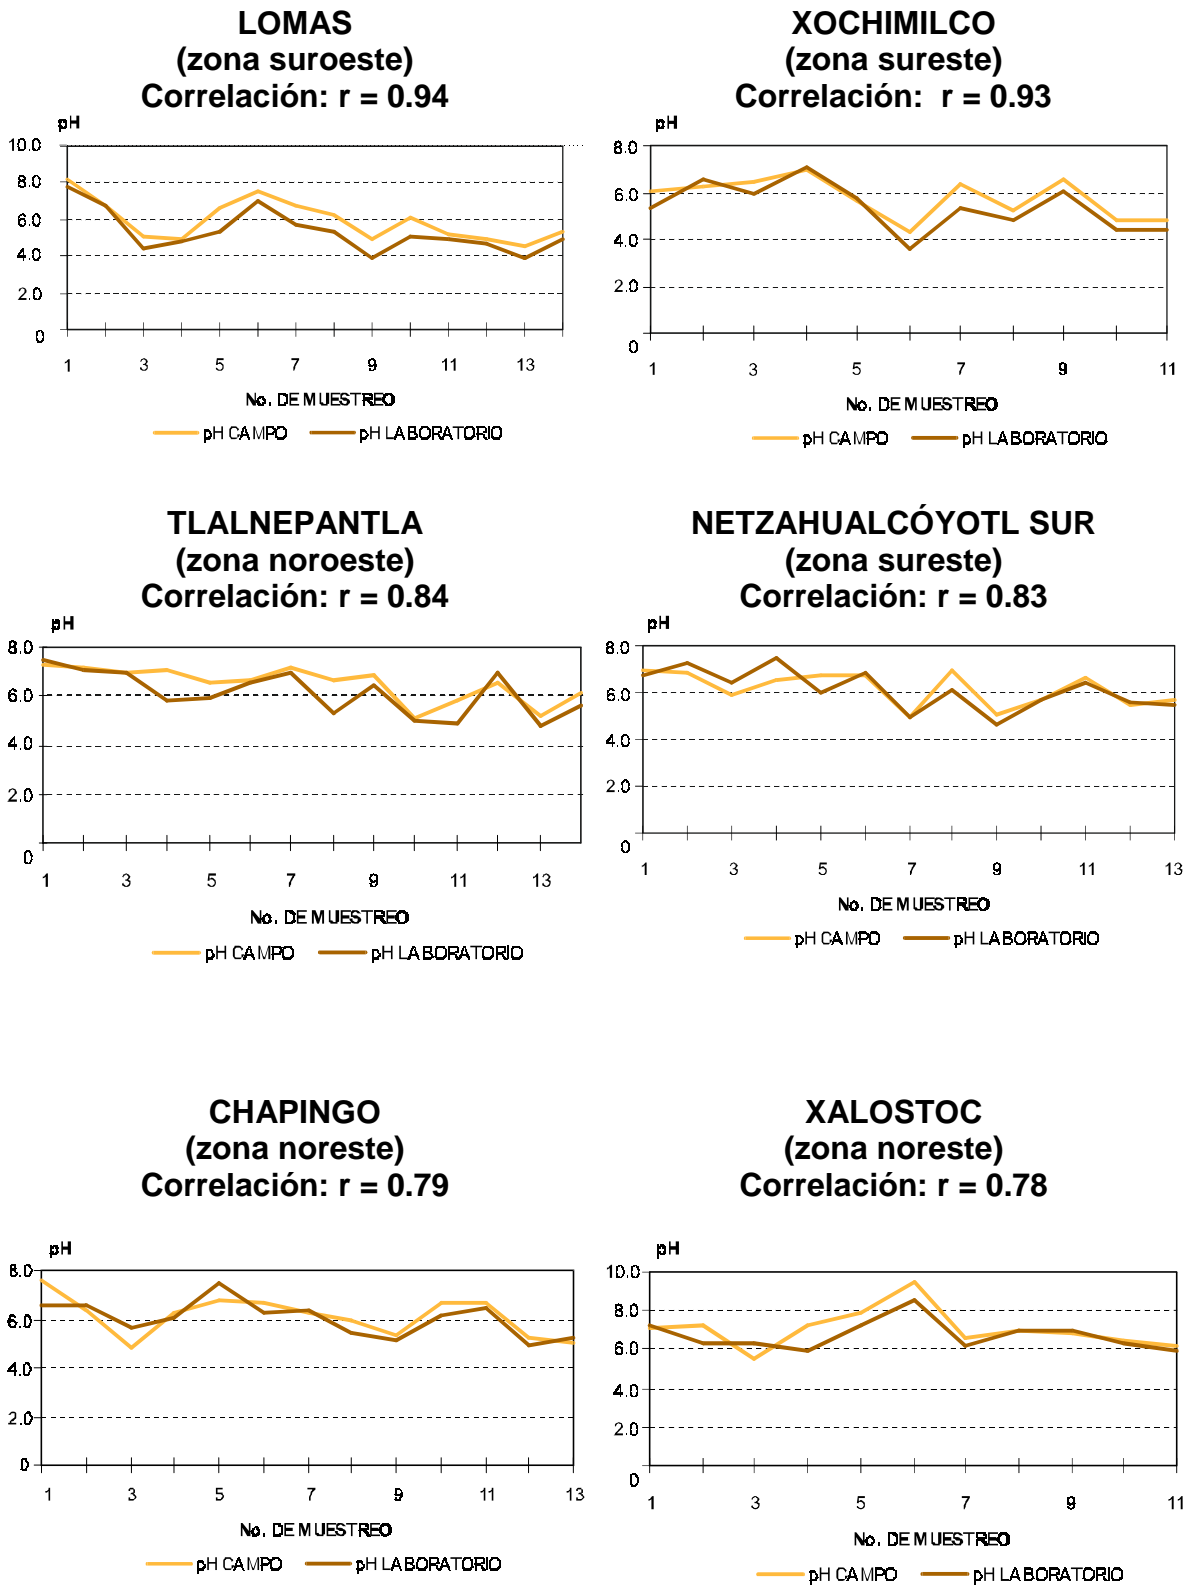 LOMAS
(zona suroeste)
Correlación: r = 0.94
pH
10.0
8.0
6.0
4.0
2.0
0
1 3 5 7 9 11 13
No. DE MUESTREO
pH CAMPO pH LABORATORIO
XOCHIMILCO
(zona sureste)
Correlación: r = 0.93
pH
8.0
6.0
4.0
2.0
0
1 3 5 7 9 11
No. DE MUESTREO
pH CAMPO pH LABORATORIO
TLALNEPANTLA
(zona noroeste)
Correlación: r = 0.84
pH
8.0
6.0
4.0
2.0
0
1 3 5 7 9 11 13
No. DE MUESTREO
pH CAMPO pH LABORATORIO
NETZAHUALCÓYOTL SUR
(zona sureste)
Correlación: r = 0.83
pH
8.0
6.0
4.0
2.0
0
1 3 5 7 9 11 13
No. DE MUESTREO
pH CAMPO pH LABORATORIO
CHAPINGO
(zona noreste)
Correlación: r = 0.79
pH
8.0
6.0
4.0
2.0
0
1 3 5 7 9 11 13
No. DE MUESTREO
pH CAMPO pH LABORATORIO
XALOSTOC
(zona noreste)
Correlación: r = 0.78
pH
10.0
8.0
6.0
4.0
2.0
0
1 3 5 7 9 11
No. DE MUESTREO
pH CAMPO pH LABORATORIO